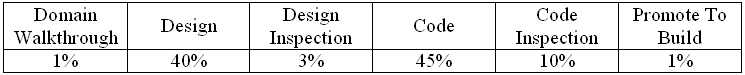 Domain Walkthrough | Design | Design Inspection | Code | Code Inspection | Promote To Build
1% | 40% | 3% | 45% | 10% | 1%